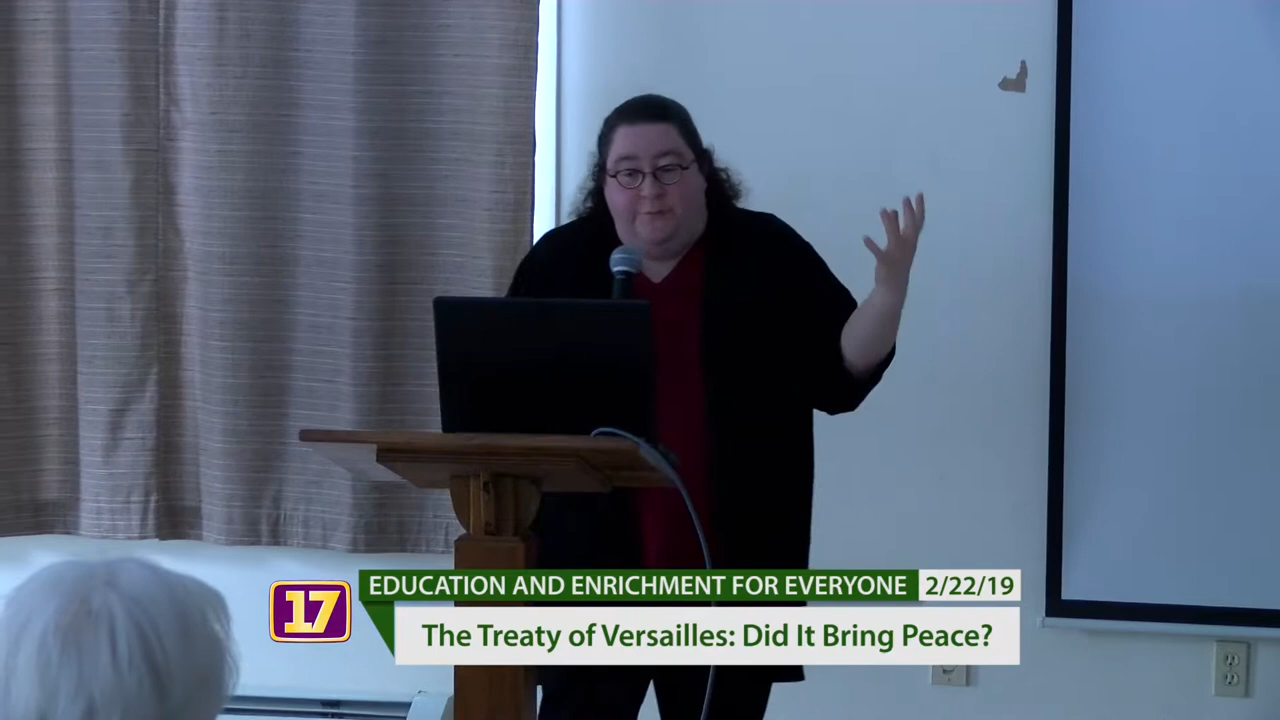 17
EDUCATION AND ENRICHMENT FOR EVERYONE 2/22/19
The Treaty of Versailles: Did It Bring Peace?